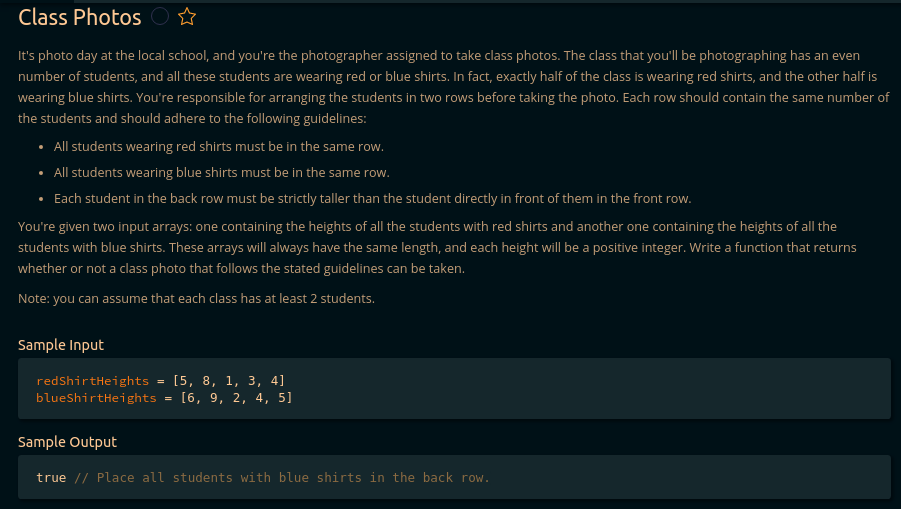 Class Photos
It's photo day at the local school, and you're the photographer assigned to take class photos. The class that you'll be photographing has an even
number of students, and all these students are wearing red or blue shirts. In fact, exactly half of the class is wearing red shirts, and the other half is
wearing blue shirts. You're responsible for arranging the students in two rows before taking the photo. Each row should contain the same number of
the students and should adhere to the following guidelines:
• All students wearing red shirts must be in the same row.
• All students wearing blue shirts must be in the same row.
• Each student in the back row must be strictly taller than the student directly in front of them in the front row.
You're given two input arrays: one containing the heights of all the students with red shirts and another one containing the heights of all the
students with blue shirts. These arrays will always have the same length, and each height will be a positive integer. Write a function that returns
whether or not a class photo that follows the stated guidelines can be taken.
Note: you can assume that each class has at least 2 students.
Sample Input
redShirtHeights = [5, 8, 1, 3, 4]
blueShirtHeights = [6, 9, 2, 4, 5]
Sample Output
true // Place all students with blue shirts in the back row.